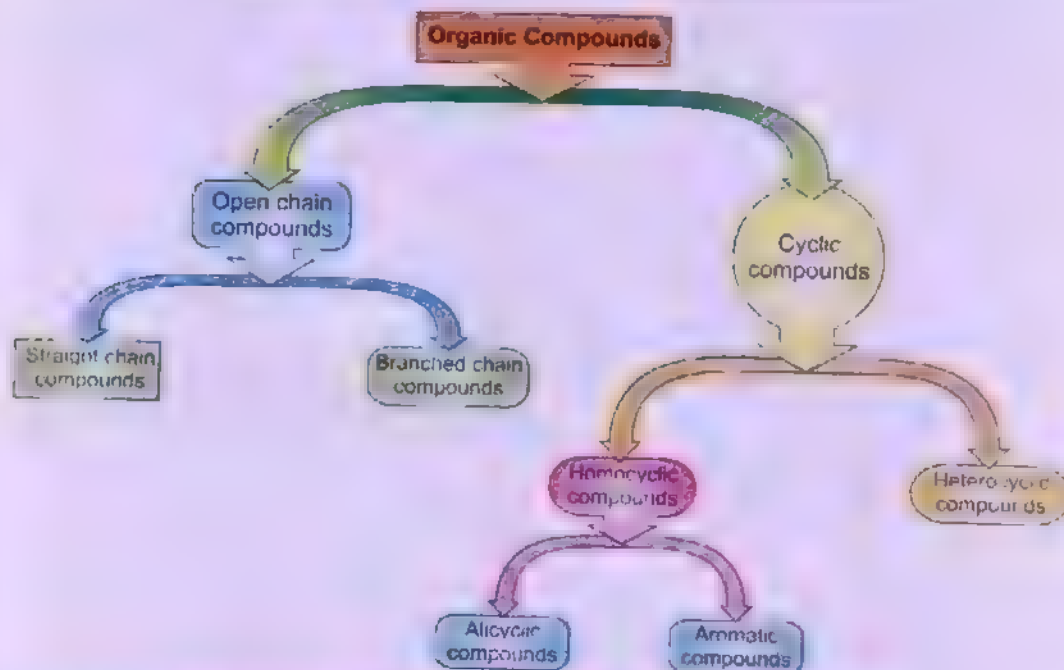 Organic Compounds
Open chain
compounds
Cyclic
compounds
Straight chain
compounds
Branched chain
compounds
Homocyclic
compounds
Heterocyclic
compounds
Alicyclic
compounds
Aromatic
compounds